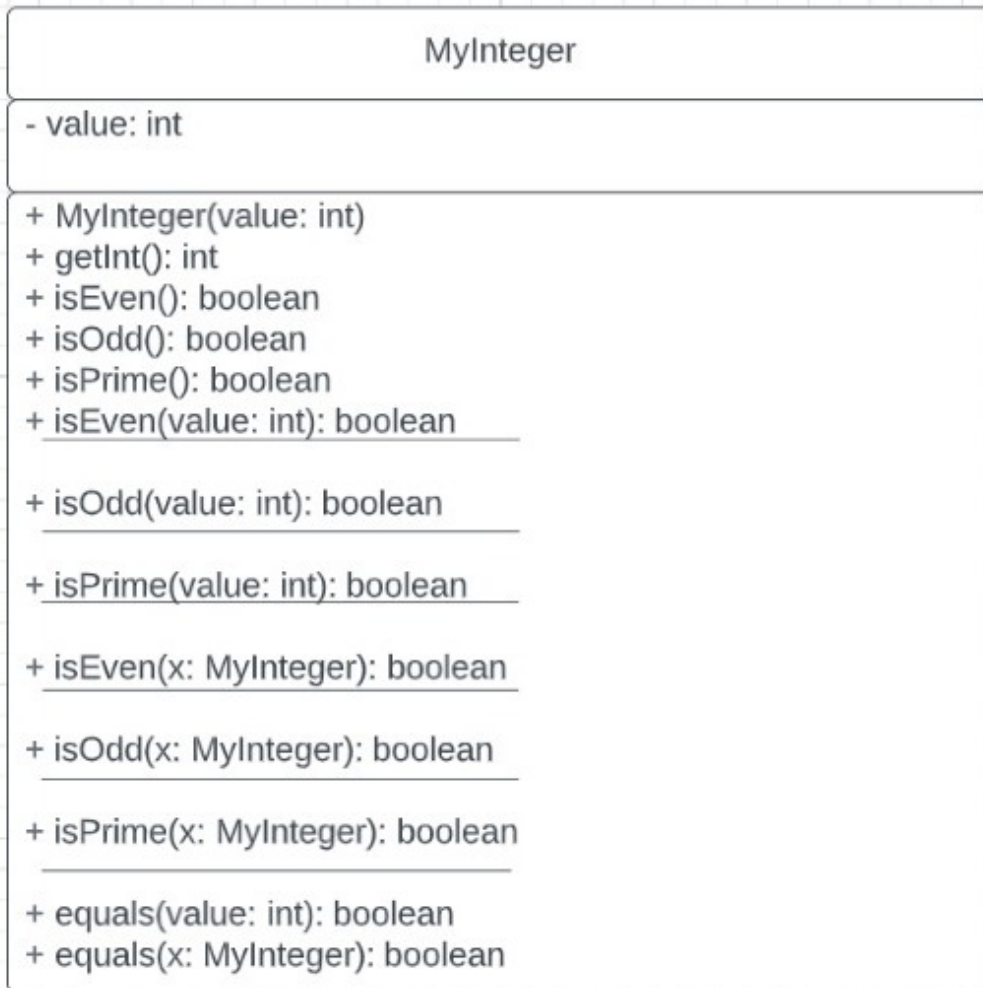 MyInteger
- value: int
+ MyInteger(value: int)
+ getInt(): int
+ isEven(): boolean
+ isOdd(): boolean
+ isPrime(): boolean
+ isEven(value: int): boolean
+ isOdd(value: int): boolean
+ isPrime(value: int): boolean
+ isEven(x: MyInteger): boolean
+ isOdd(x: MyInteger): boolean
+ isPrime(x: MyInteger): boolean
+ equals(value: int): boolean
+ equals(x: MyInteger): boolean